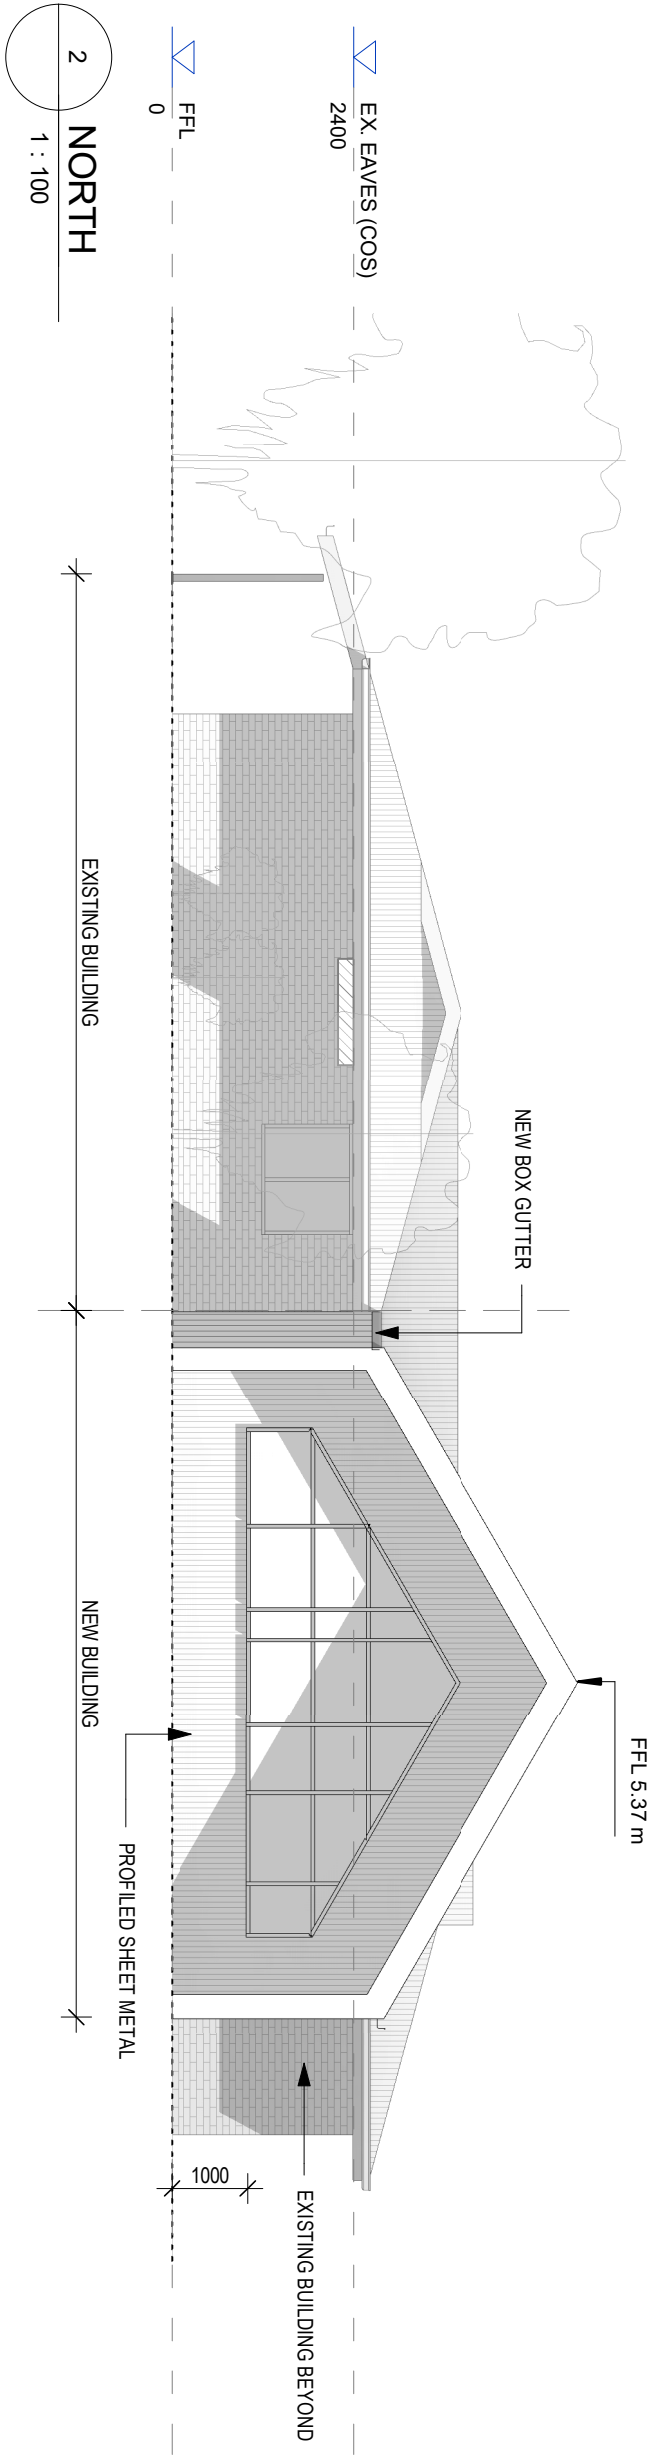 FFL 5.37 m
NEW BOX GUTTER
EX. EAVES (COS)
2400
EXISTING BUILDING BEYOND
FFL
0
1000
PROFILED SHEET METAL
EXISTING BUILDING
NEW BUILDING
2
NORTH
1 : 100